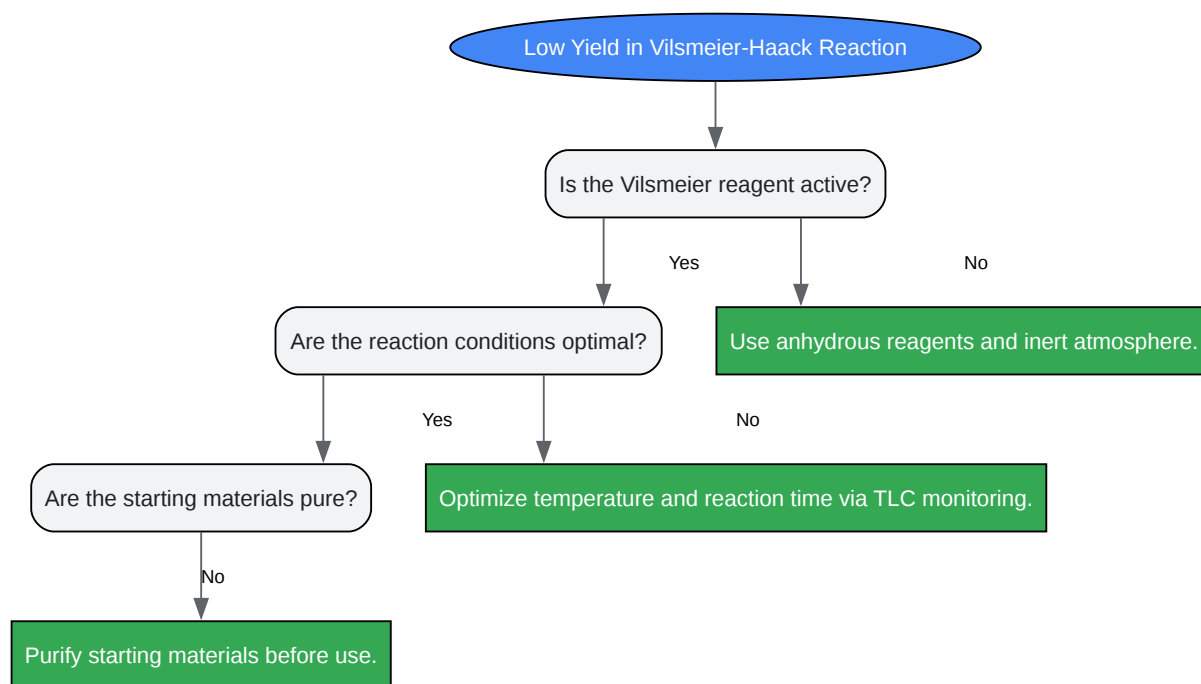 Low Yield in Vilsmeier-Haack Reaction
Is the Vilsmeier reagent active?
Yes
No
Are the reaction conditions optimal?
Use anhydrous reagents and inert atmosphere.
Yes
No
Are the starting materials pure?
Optimize temperature and reaction time via TLC monitoring.
No
Purify starting materials before use.